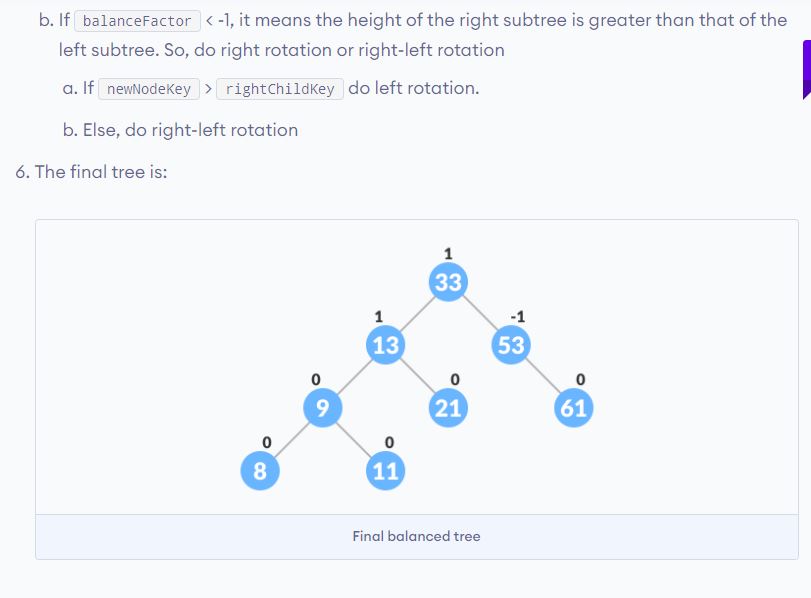 b. If balanceFactor < -1, it means the height of the right subtree is greater than that of the
left subtree. So, do right rotation or right-left rotation
a. If newNodeKey > rightChildKey do left rotation.
b. Else, do right-left rotation
6. The final tree is:
1
33
1
-1
13
53
0
0
0
9
21
61
0
0
8
11
Final balanced tree